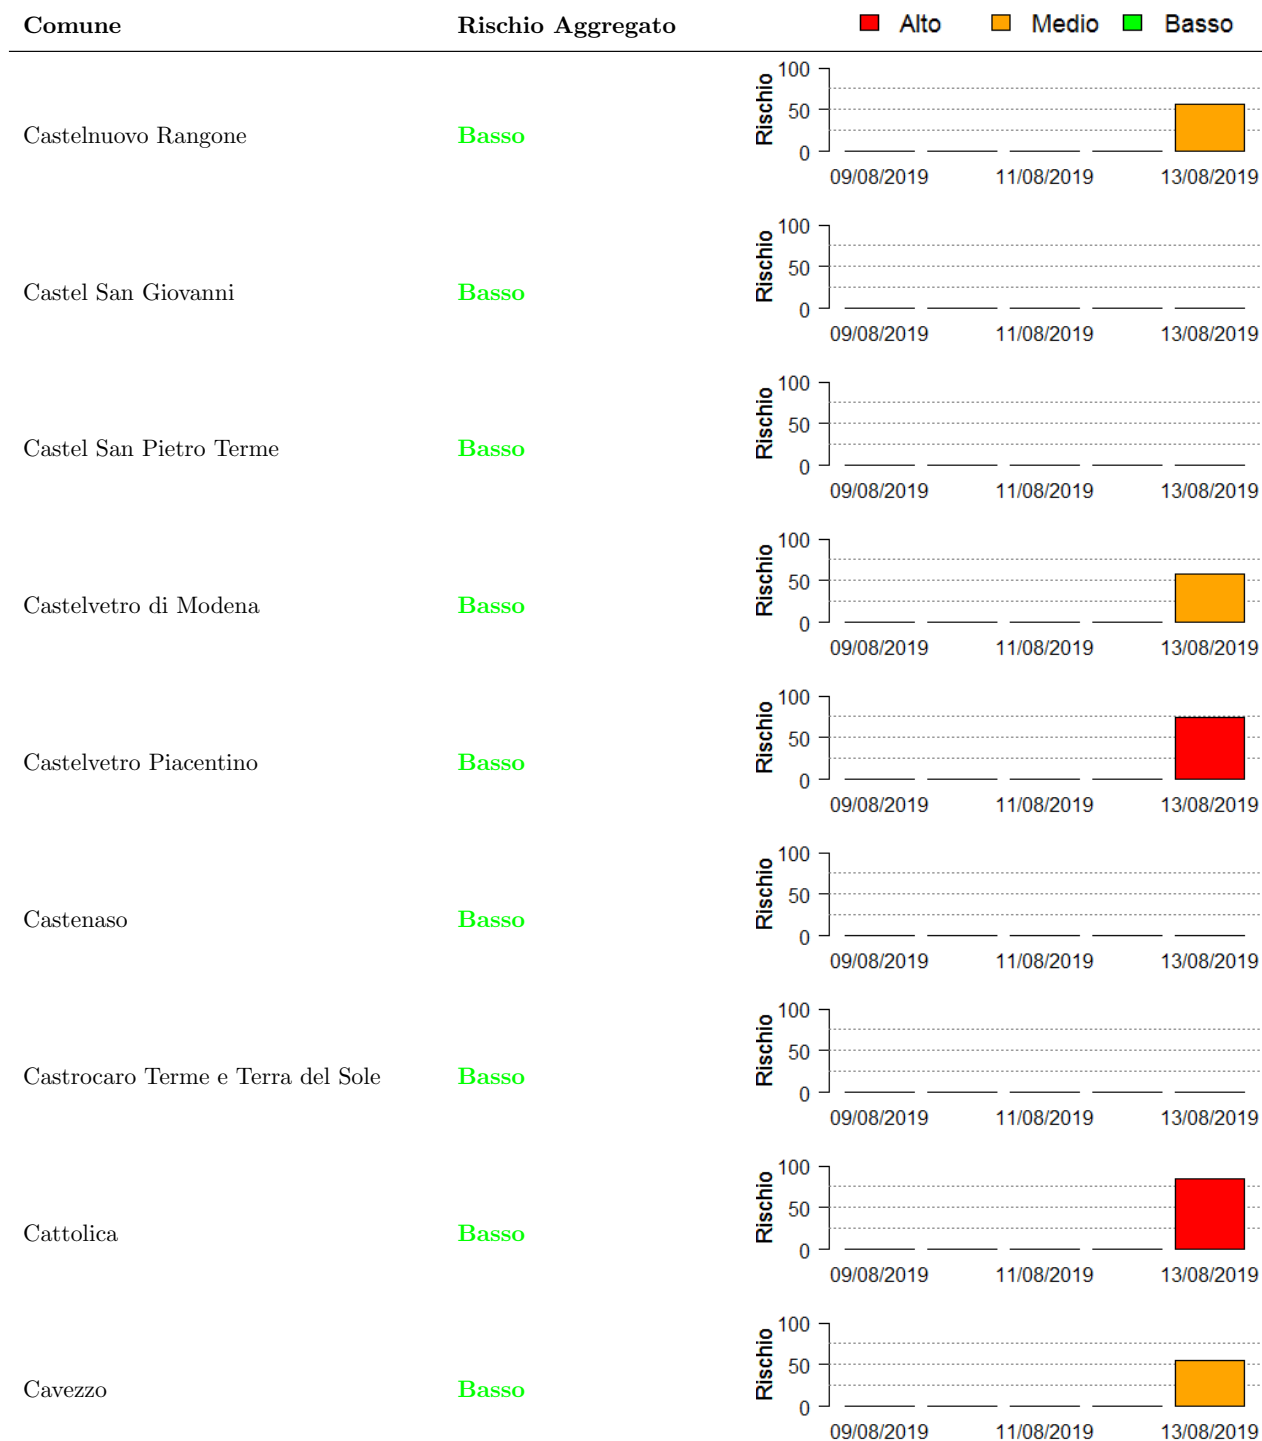 Comune Rischio Aggregato Alto Medio Basso
100
50
0
Rischio
Castelnuovo Rangone Basso
09/08/2019 11/08/2019 13/08/2019
100
50
0
Rischio
Castel San Giovanni Basso
09/08/2019 11/08/2019 13/08/2019
100
50
0
Rischio
Castel San Pietro Terme Basso
09/08/2019 11/08/2019 13/08/2019
100
50
0
Rischio
Castelvetro di Modena Basso
09/08/2019 11/08/2019 13/08/2019
100
50
0
Rischio
Castelvetro Piacentino Basso
09/08/2019 11/08/2019 13/08/2019
100
50
0
Rischio
Castenaso Basso
09/08/2019 11/08/2019 13/08/2019
100
50
0
Rischio
Castrocaro Terme e Terra del Sole Basso
09/08/2019 11/08/2019 13/08/2019
100
50
0
Rischio
Cattolica Basso
09/08/2019 11/08/2019 13/08/2019
100
50
0
Rischio
Cavezzo Basso
09/08/2019 11/08/2019 13/08/2019